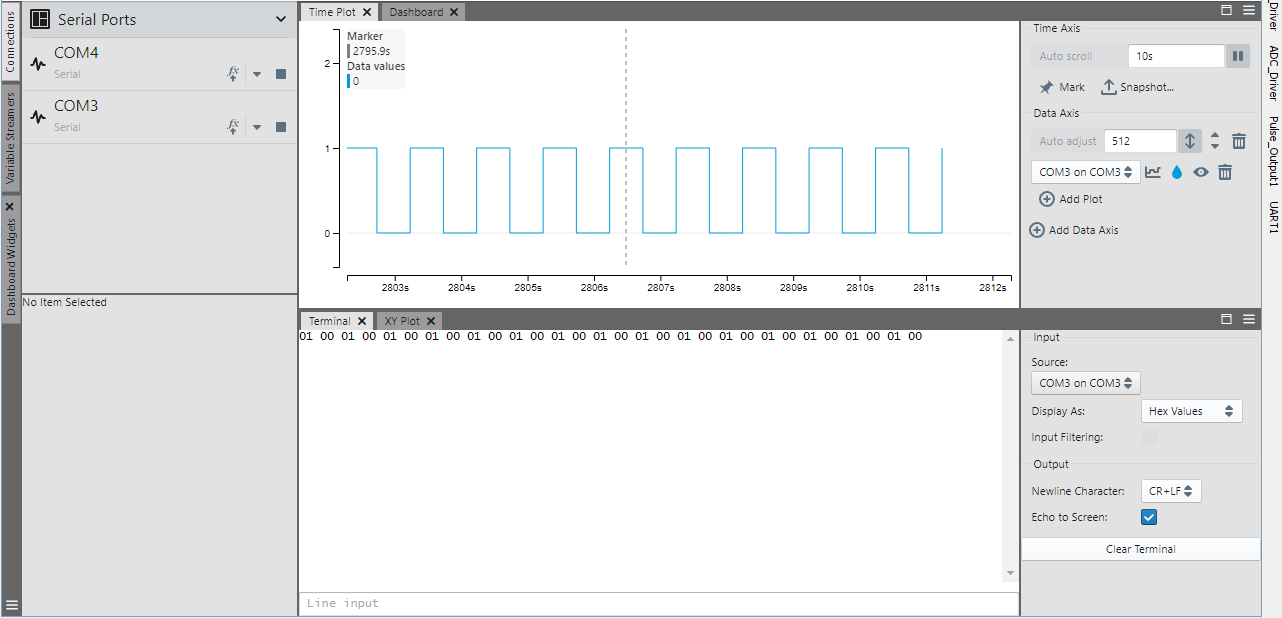 Connections
Variable Streamers
Dashboard Widgets
Serial Ports
COM4
Serial
COM3
Serial
No Item Selected
Time Plot
Dashboard
Marker
2795.9s
Data values
0
2
1
0
2803s 2804s 2805s 2806s 2807s 2808s 2809s 2810s 2811s 2812s
Time Axis
Auto scroll 10s
Mark Snapshot...
Data Axis
Auto adjust 512
COM3 on COM3
Add Plot
Add Data Axis
Terminal
XY Plot
01 00 01 00 01 00 01 00 01 00 01 00 01 00 01 00 01 00 01 00 01 00 01 00 01 00 01 00 01 00
Line input
Input
Source:
COM3 on COM3
Display As: Hex Values
Input Filtering:
Output
Newline Character: CR+LF
Echo to Screen:
Clear Terminal
_Driver
ADC_Driver
Pulse_Output1
UART1